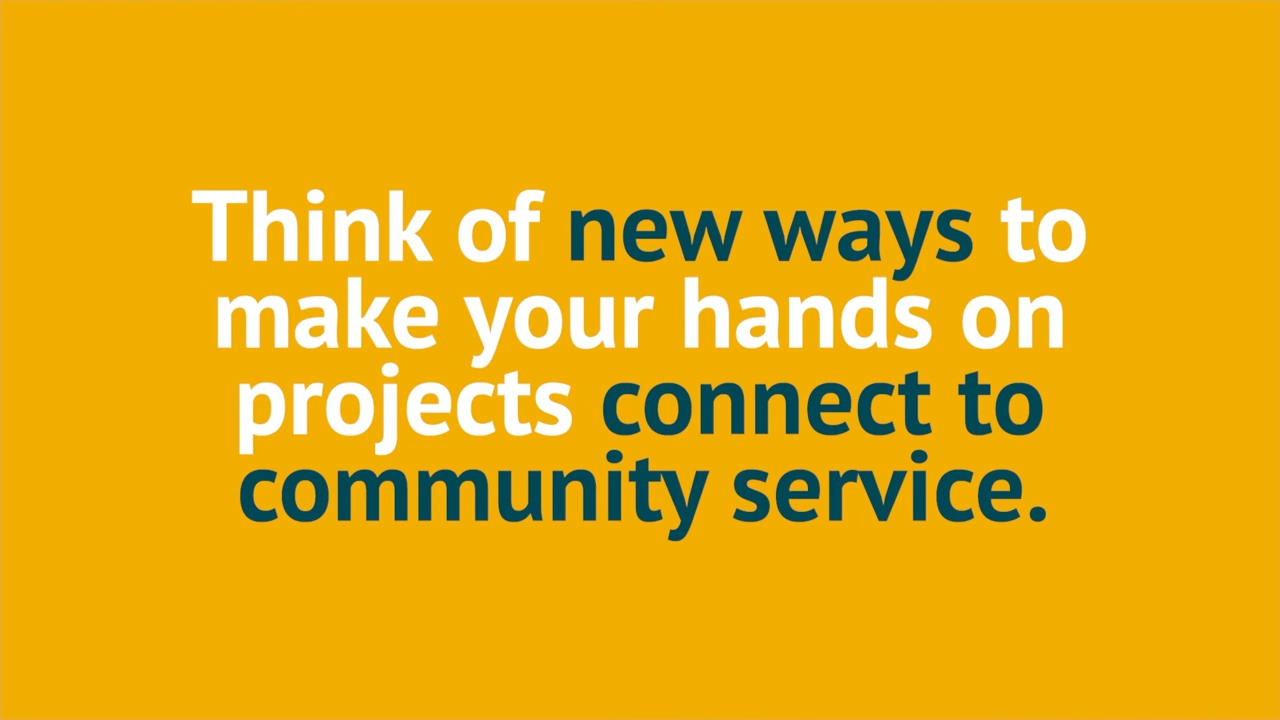 Think of new ways to
make your hands on
projects connect to
community service.